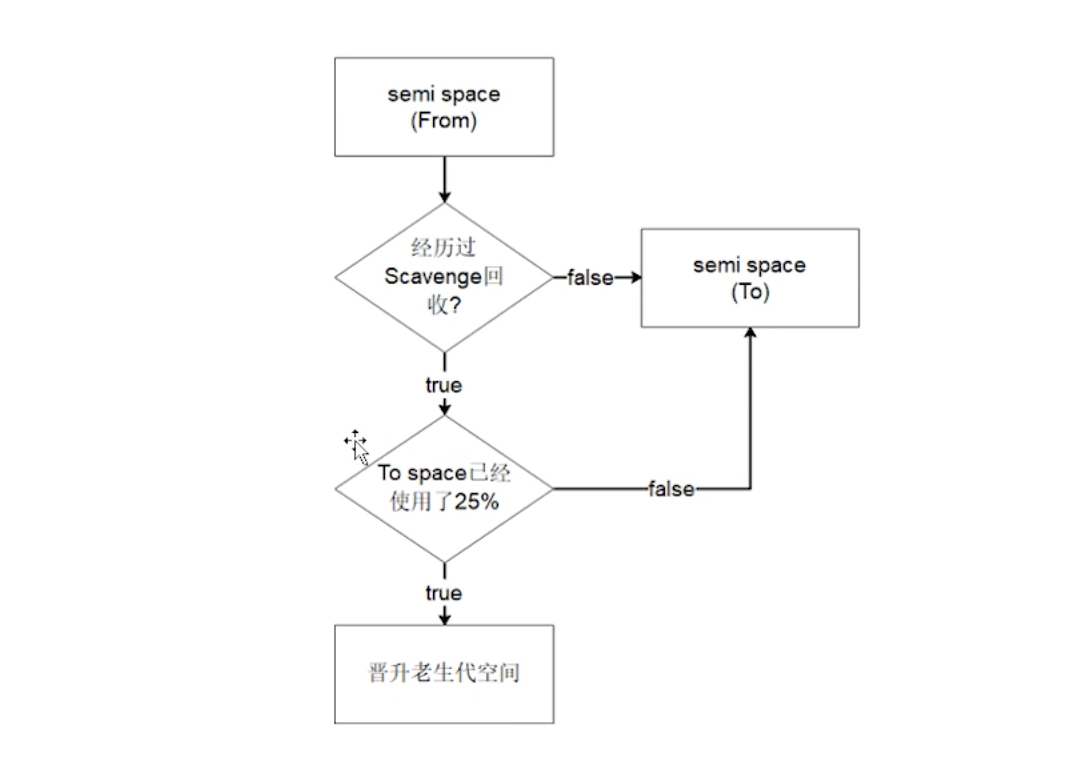 semi space
(From)
经历过
Scavenge回
收?
false
semi space
(To)
true
To space已经
使用了25%
false
true
晋升老生代空间